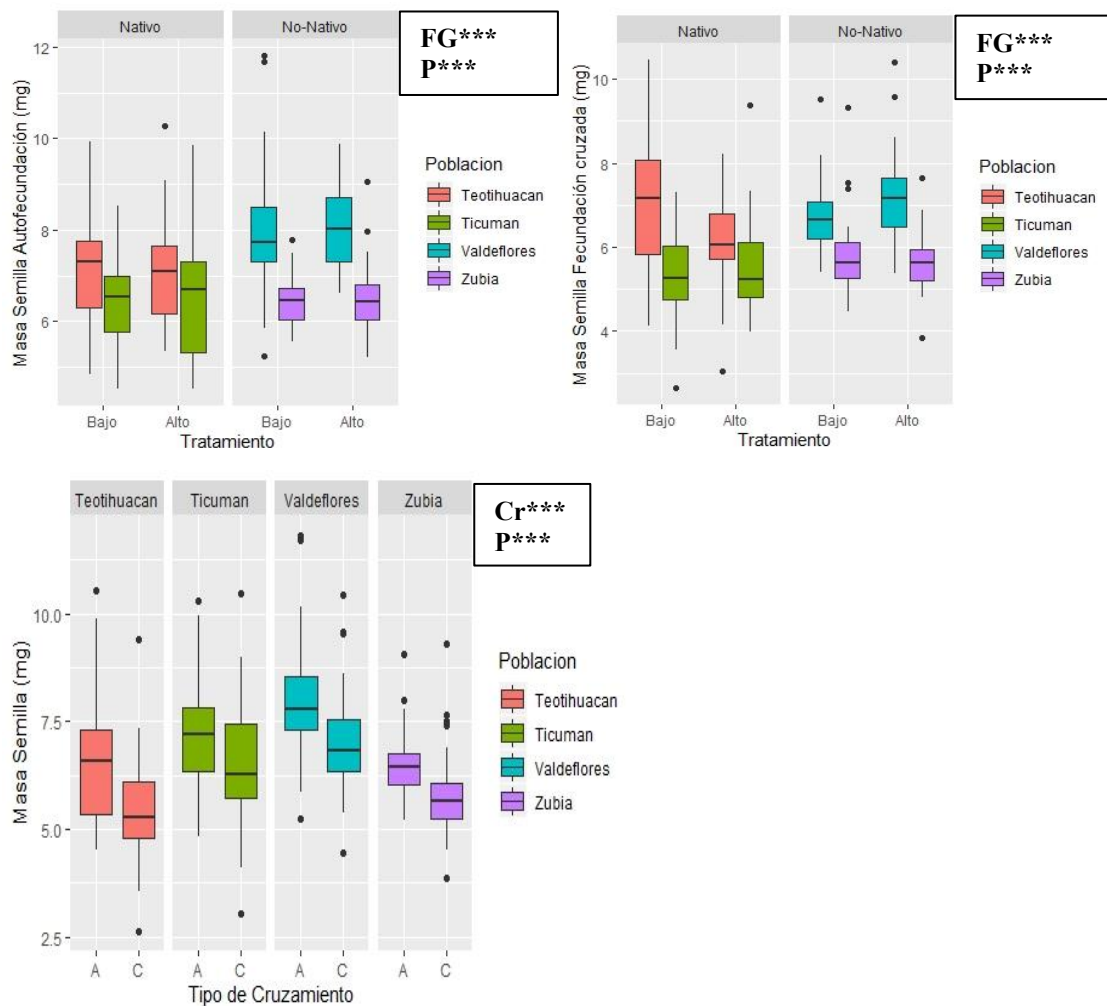 Nativo No-Nativo
FG***
P***
Masa Semilla Autofecundación (mg)
12
10
8
6
Bajo Alto Bajo Alto
Tratamiento
Poblacion
Teotihuacan
Ticuman
Valdeflores
Zubia
Nativo No-Nativo
FG***
P***
Masa Semilla Fecundación cruzada (mg)
10
8
6
4
Bajo Alto Bajo Alto
Tratamiento
Poblacion
Teotihuacan
Ticuman
Valdeflores
Zubia
Teotihuacan Ticuman Valdeflores Zubia
Cr***
P***
Masa Semilla (mg)
10.0
7.5
5.0
2.5
A C A C A C A C
Tipo de Cruzamiento
Poblacion
Teotihuacan
Ticuman
Valdeflores
Zubia